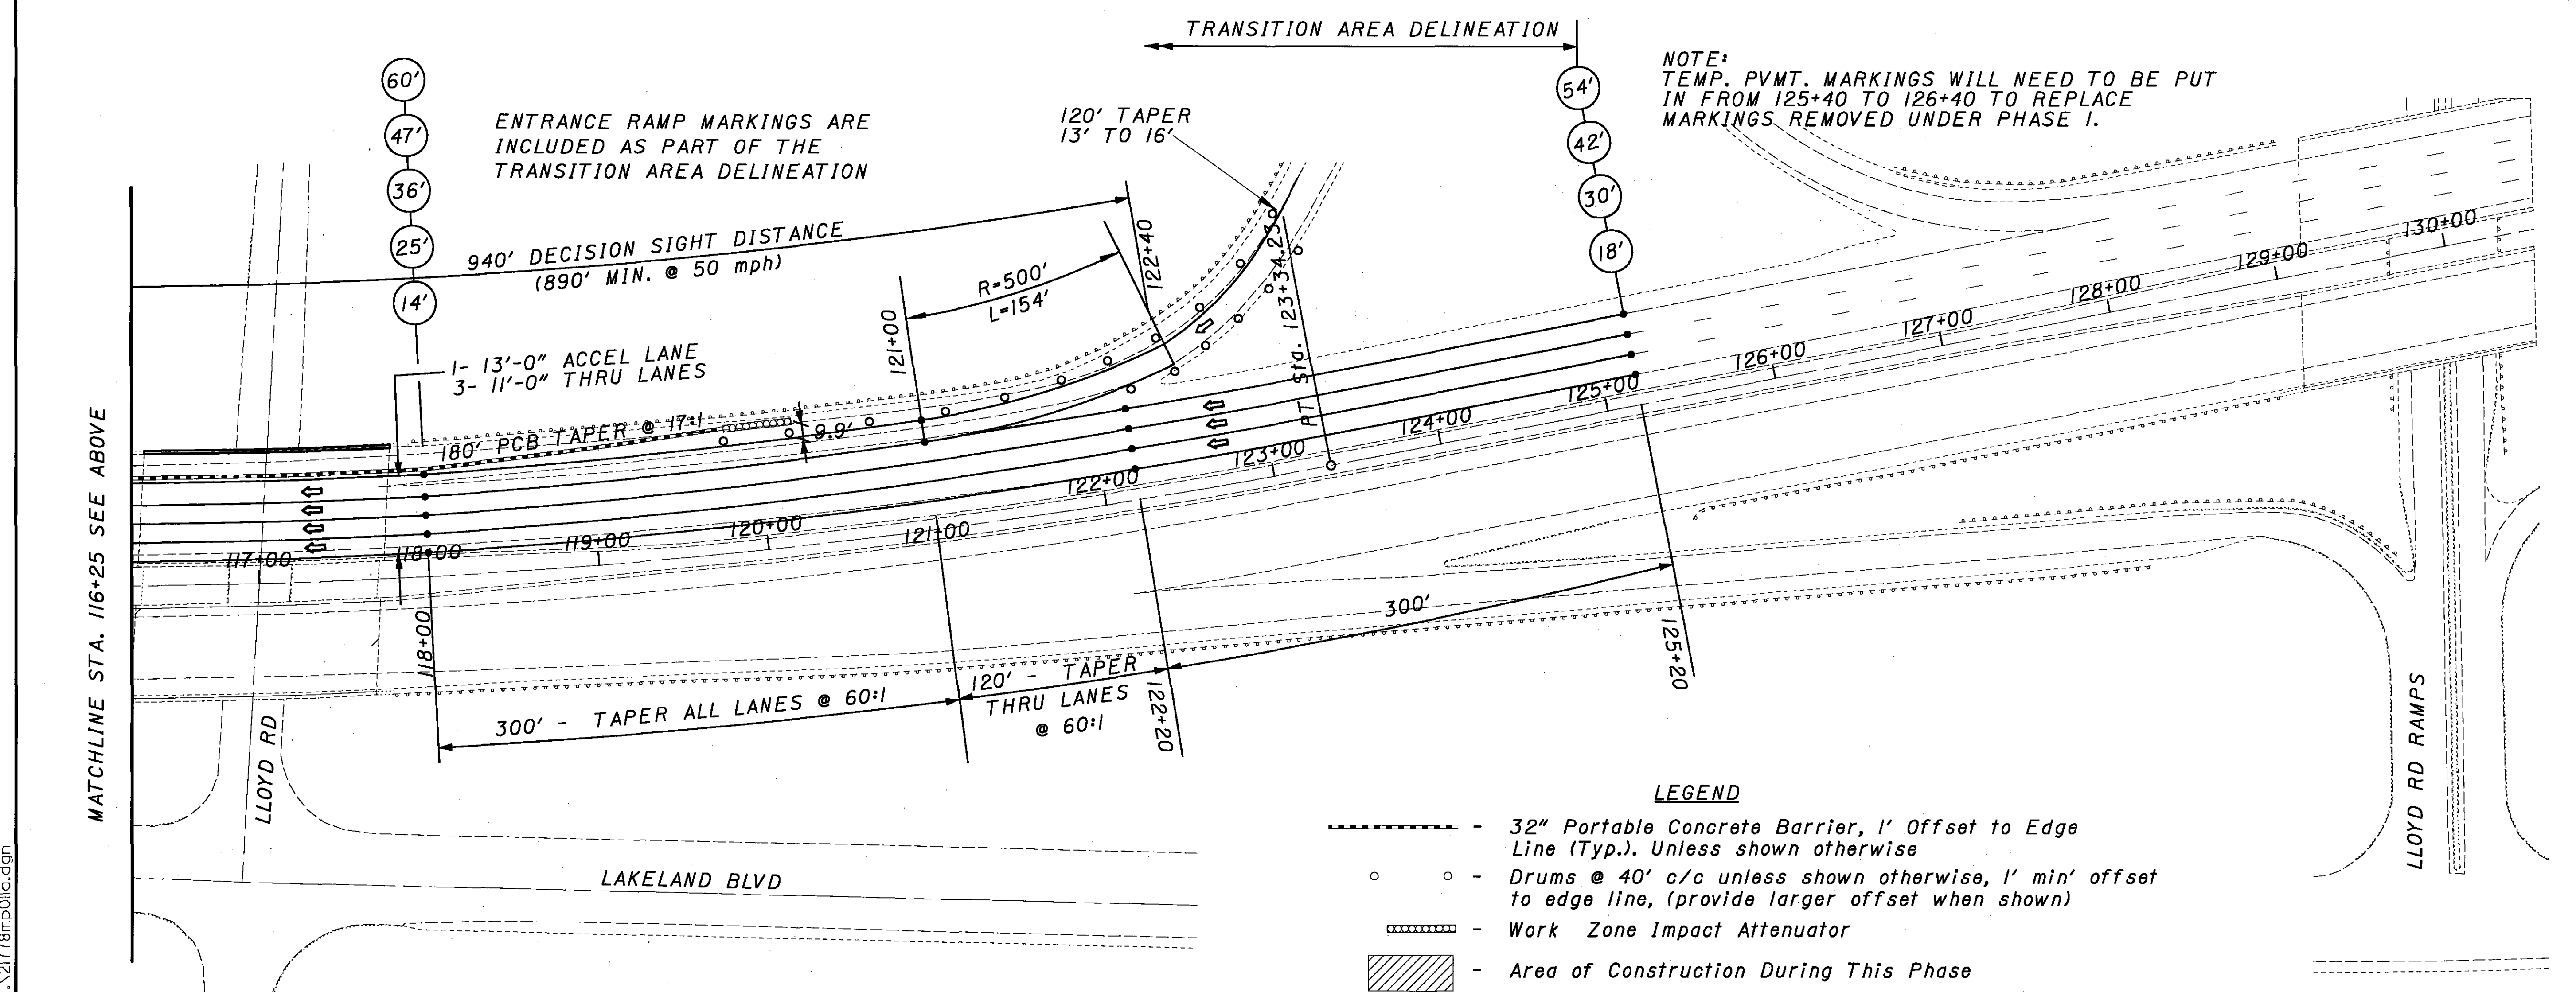 TRANSITION AREA DELINEATION
60'
47'
36'
25'
14'
ENTRANCE RAMP MARKINGS ARE
INCLUDED AS PART OF THE
TRANSITION AREA DELINEATION
120' TAPER
13' TO 16'
54'
42'
30'
18'
NOTE:
TEMP. PVMT. MARKINGS WILL NEED TO BE PUT
IN FROM 125+40 TO 126+40 TO REPLACE
MARKINGS REMOVED UNDER PHASE 1.
940' DECISION SIGHT DISTANCE
(890' MIN. @ 50 mph)
R=500'
L=154'
122+40
121+00
PT Sta. 123+34.23
1- 13'-0" ACCEL LANE
3- 11'-0" THRU LANES
180' PCB TAPER @ 17:1
9.9'
117+00
118+00
119+00
120+00
121+00
122+00
123+00
124+00
125+00
126+00
127+00
128+00
129+00
130+00
MATCHLINE STA. 116+25 SEE ABOVE
118+00
300' - TAPER ALL LANES @ 60:1
120' - TAPER
THRU LANES
@ 60:1
122+20
300'
125+20
LLOYD RD
LAKELAND BLVD
LLOYD RD RAMPS
LEGEND
- 32" Portable Concrete Barrier, 1' Offset to Edge
Line (Typ.). Unless shown otherwise
- Drums @ 40' c/c unless shown otherwise, 1' min' offset
to edge line, (provide larger offset when shown)
- Work Zone Impact Attenuator
- Area of Construction During This Phase